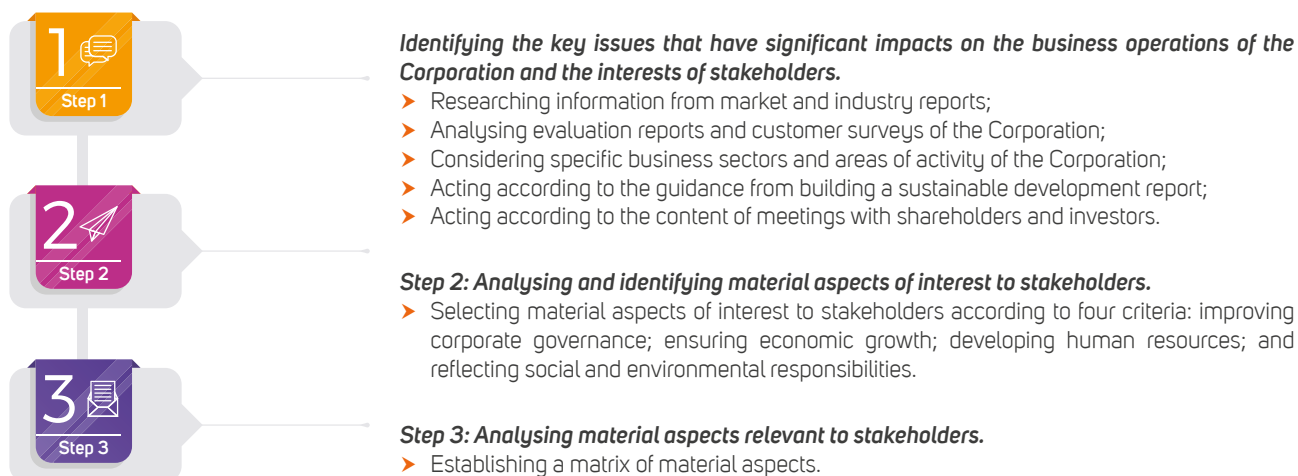 1
Step 1
Identifying the key issues that have significant impacts on the business operations of the
Corporation and the interests of stakeholders.
➤ Researching information from market and industry reports;
➤ Analysing evaluation reports and customer surveys of the Corporation;
➤ Considering specific business sectors and areas of activity of the Corporation;
➤ Acting according to the guidance from building a sustainable development report;
➤ Acting according to the content of meetings with shareholders and investors.
2
Step 2
Step 2: Analysing and identifying material aspects of interest to stakeholders.
➤ Selecting material aspects of interest to stakeholders according to four criteria: improving
corporate governance; ensuring economic growth; developing human resources; and
reflecting social and environmental responsibilities.
3
Step 3
Step 3: Analysing material aspects relevant to stakeholders.
➤ Establishing a matrix of material aspects.